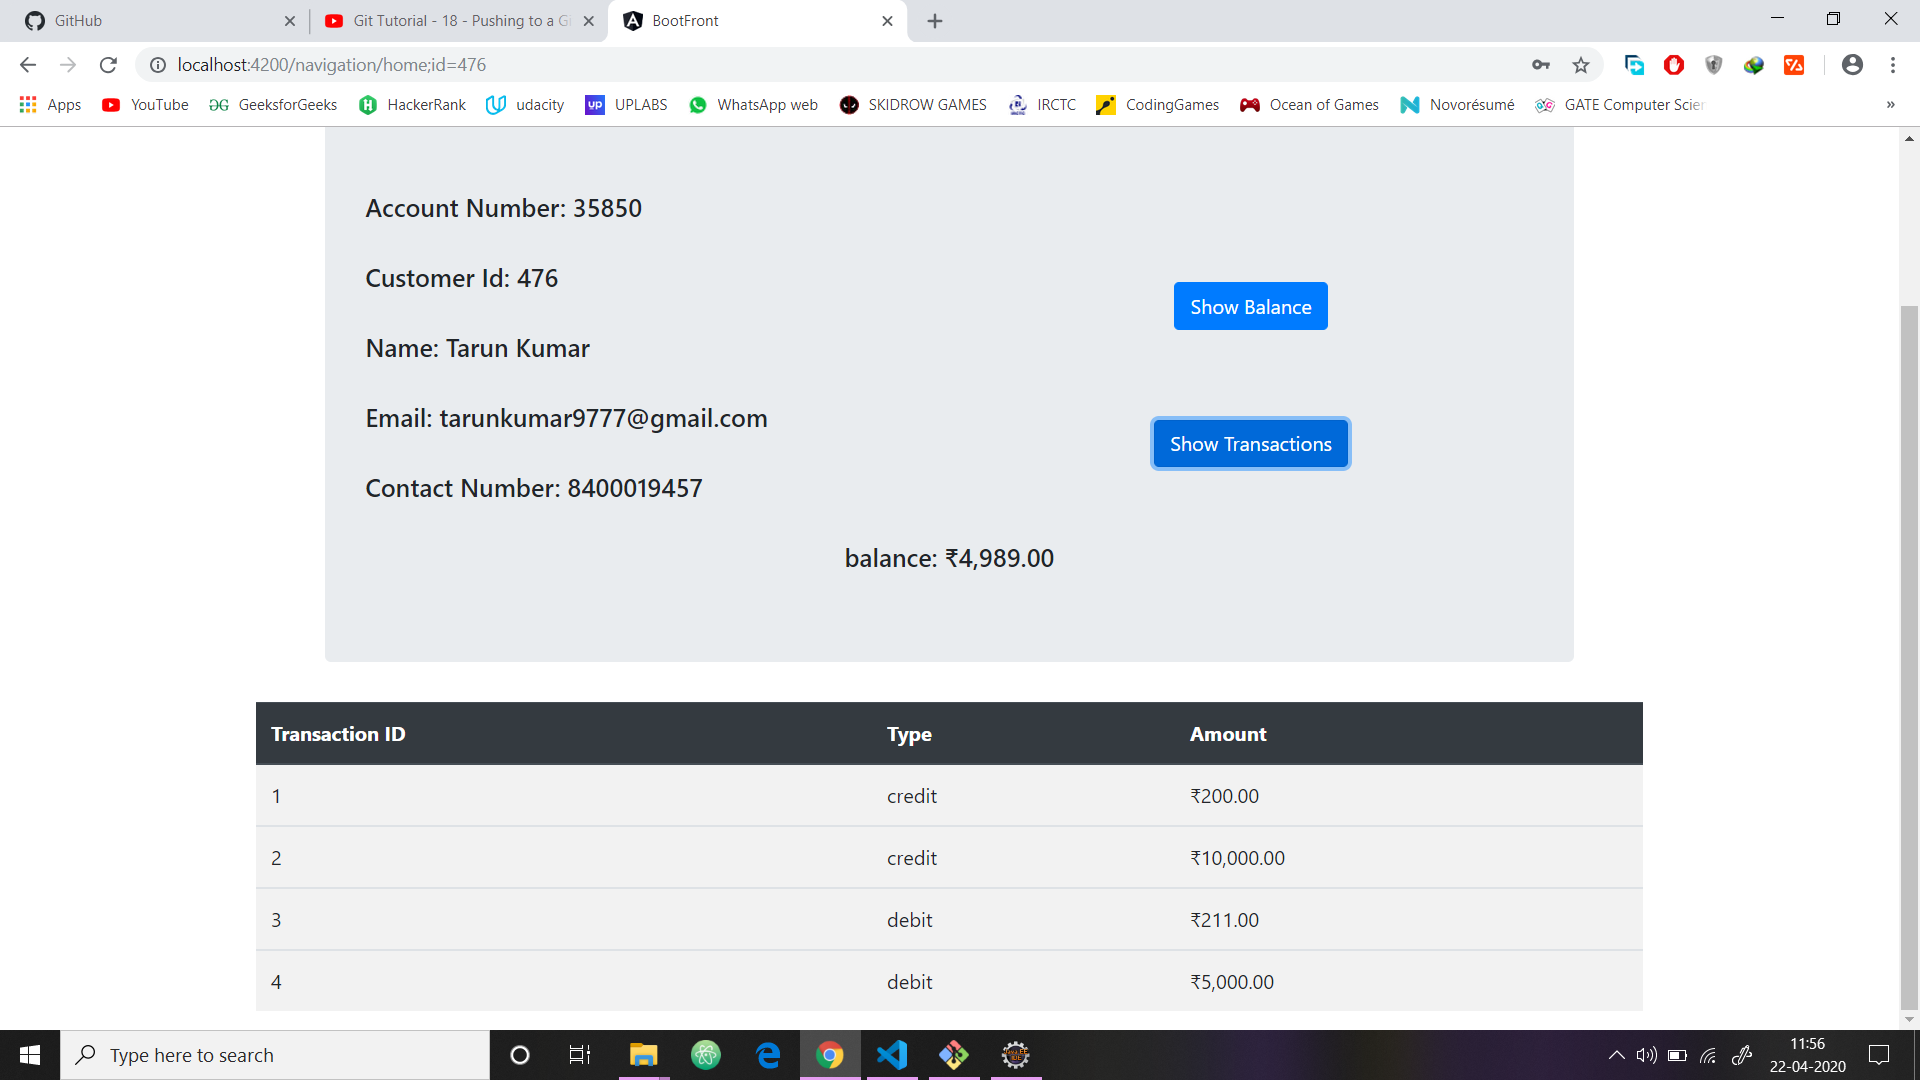 GitHub
Git Tutorial - 18 - Pushing to a Gi
BootFront
localhost:4200/navigation/home;id=476
Apps YouTube GeeksforGeeks HackerRank udacity UPLABS WhatsApp web SKIDROW GAMES IRCTC CodingGames Ocean of Games Novorésumé GATE Computer Scien »
Account Number: 35850
Customer Id: 476
Show Balance
Name: Tarun Kumar
Email: tarunkumar9777@gmail.com
Show Transactions
Contact Number: 8400019457
balance: ₹4,989.00
Transaction ID Type Amount
1 credit ₹200.00
2 credit ₹10,000.00
3 debit ₹211.00
4 debit ₹5,000.00
Type here to search
11:56
22-04-2020